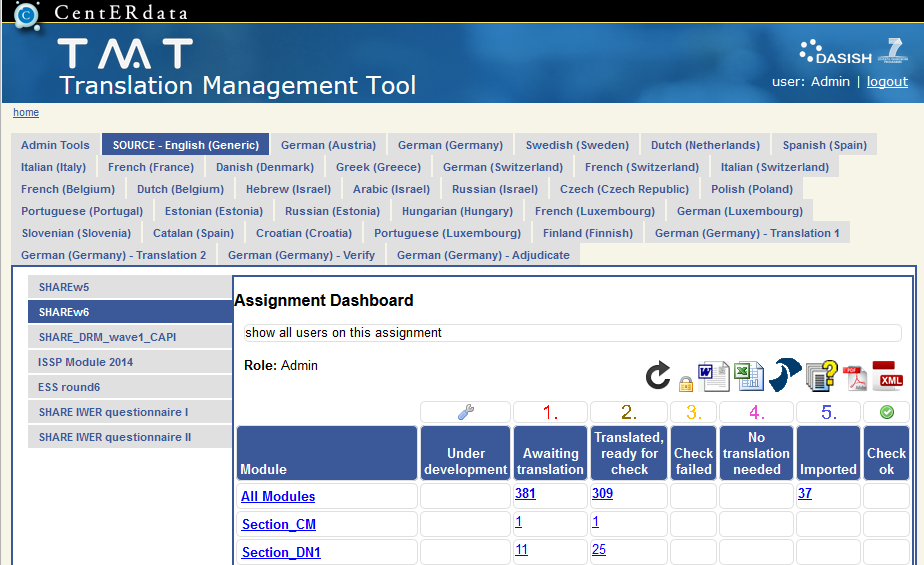 CentERdata
TMT
Translation Management Tool
DASISH
7
user: Admin | logout
home
Admin Tools SOURCE - English (Generic) German (Austria) German (Germany) Swedish (Sweden) Dutch (Netherlands) Spanish (Spain)
Italian (Italy) French (France) Danish (Denmark) Greek (Greece) German (Switzerland) French (Switzerland) Italian (Switzerland)
French (Belgium) Dutch (Belgium) Hebrew (Israel) Arabic (Israel) Russian (Israel) Czech (Czech Republic) Polish (Poland)
Portuguese (Portugal) Estonian (Estonia) Russian (Estonia) Hungarian (Hungary) French (Luxembourg) German (Luxembourg)
Slovenian (Slovenia) Catalan (Spain) Croatian (Croatia) Portuguese (Luxembourg) Finland (Finnish) German (Germany) - Translation 1
German (Germany) - Translation 2 German (Germany) - Verify German (Germany) - Adjudicate
SHAREw5
SHAREw6
SHARE_DRM_wave1_CAPI
ISSP Module 2014
ESS round6
SHARE IWER questionnaire I
SHARE IWER questionnaire II
Assignment Dashboard
show all users on this assignment
Role: Admin
PDF
XML
1. 2. 3. 4. 5.
Module Under development Awaiting translation Translated, ready for check Check failed No translation needed Imported Check ok
All Modules 381 309 37
Section_CM 1 1
Section_DN1 11 25